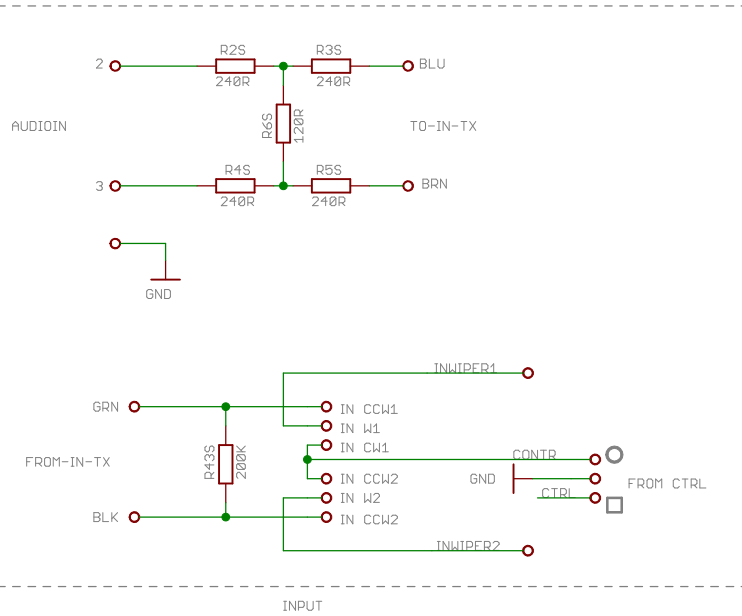 R2S
R3S
2
BLU
240R
240R
AUDIOIN
R6S
120R
TO-IN-TX
R4S
R5S
3
BRN
240R
240R
GND
INWIPER1
GRN
IN CCW1
IN W1
IN CW1
FROM-IN-TX
R43S
200K
CONTR
GND
IN CCW2
FROM CTRL
CTRL
IN W2
BLK
IN CCW2
INWIPER2
INPUT